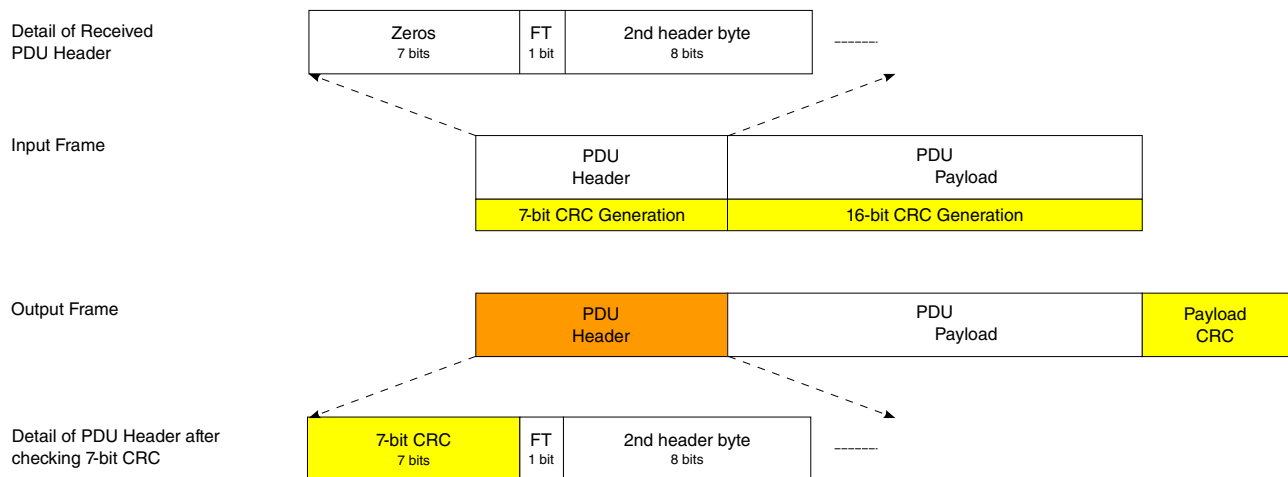 Detail of Received
PDU Header
Zeros
7 bits
FT
1 bit
2nd header byte
8 bits
Input Frame
PDU
Header
PDU
Payload
7-bit CRC Generation
16-bit CRC Generation
Output Frame
PDU
Header
PDU
Payload
Payload
CRC
Detail of PDU Header after
checking 7-bit CRC
7-bit CRC
7 bits
FT
1 bit
2nd header byte
8 bits